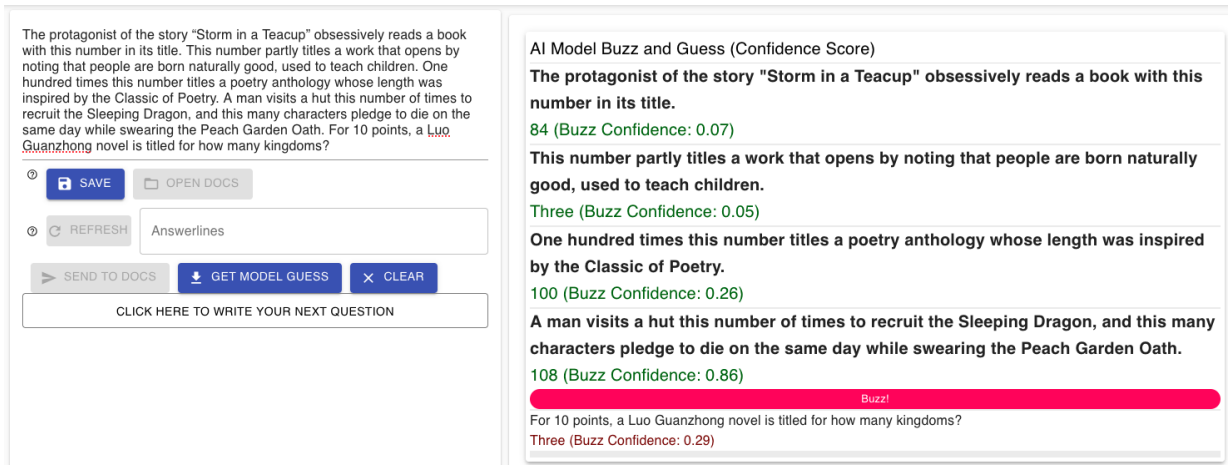 The protagonist of the story “Storm in a Teacup” obsessively reads a book
with this number in its title. This number partly titles a work that opens by
noting that people are born naturally good, used to teach children. One
hundred times this number titles a poetry anthology whose length was
inspired by the Classic of Poetry. A man visits a hut this number of times to
recruit the Sleeping Dragon, and this many characters pledge to die on the
same day while swearing the Peach Garden Oath. For 10 points, a Luo
Guanzhong novel is titled for how many kingdoms?
SAVE
OPEN DOCS
REFRESH
Answerlines
SEND TO DOCS
GET MODEL GUESS
CLEAR
CLICK HERE TO WRITE YOUR NEXT QUESTION
AI Model Buzz and Guess (Confidence Score)
The protagonist of the story "Storm in a Teacup" obsessively reads a book with this
number in its title.
84 (Buzz Confidence: 0.07)
This number partly titles a work that opens by noting that people are born naturally
good, used to teach children.
Three (Buzz Confidence: 0.05)
One hundred times this number titles a poetry anthology whose length was inspired
by the Classic of Poetry.
100 (Buzz Confidence: 0.26)
A man visits a hut this number of times to recruit the Sleeping Dragon, and this many
characters pledge to die on the same day while swearing the Peach Garden Oath.
108 (Buzz Confidence: 0.86)
Buzz!
For 10 points, a Luo Guanzhong novel is titled for how many kingdoms?
Three (Buzz Confidence: 0.29)